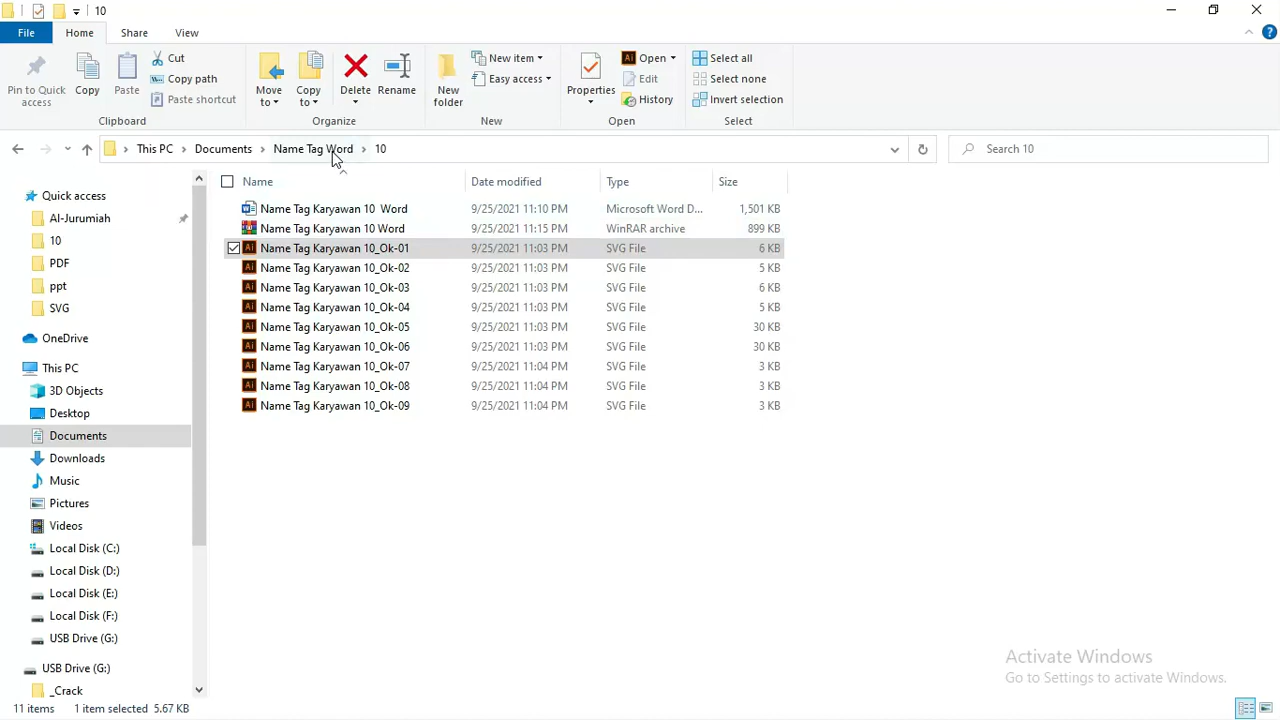 10
File Home Share View
Pin to Quick access
Copy
Paste
Cut
Copy path
Paste shortcut
Clipboard
Move to
Copy to
Delete
Rename
Organize
New folder
New item
Easy access
New
Properties
Open
Edit
History
Open
Select all
Select none
Invert selection
Select
This PC Documents Name Tag Word 10
Search 10
Quick access
Al-Jurumiah
10
PDF
ppt
SVG
OneDrive
This PC
3D Objects
Desktop
Documents
Downloads
Music
Pictures
Videos
Local Disk (C:)
Local Disk (D:)
Local Disk (E:)
Local Disk (F:)
USB Drive (G:)
USB Drive (G:)
_Crack
Name Date modified Type Size
Name Tag Karyawan 10 Word 9/25/2021 11:10 PM Microsoft Word D... 1,501 KB
Name Tag Karyawan 10 Word 9/25/2021 11:15 PM WinRAR archive 899 KB
Name Tag Karyawan 10_Ok-01 9/25/2021 11:03 PM SVG File 6 KB
Name Tag Karyawan 10_Ok-02 9/25/2021 11:03 PM SVG File 5 KB
Name Tag Karyawan 10_Ok-03 9/25/2021 11:03 PM SVG File 6 KB
Name Tag Karyawan 10_Ok-04 9/25/2021 11:03 PM SVG File 5 KB
Name Tag Karyawan 10_Ok-05 9/25/2021 11:03 PM SVG File 30 KB
Name Tag Karyawan 10_Ok-06 9/25/2021 11:03 PM SVG File 30 KB
Name Tag Karyawan 10_Ok-07 9/25/2021 11:04 PM SVG File 3 KB
Name Tag Karyawan 10_Ok-08 9/25/2021 11:04 PM SVG File 3 KB
Name Tag Karyawan 10_Ok-09 9/25/2021 11:04 PM SVG File 3 KB
Activate Windows
Go to Settings to activate Windows.
11 items 1 item selected 5.67 KB